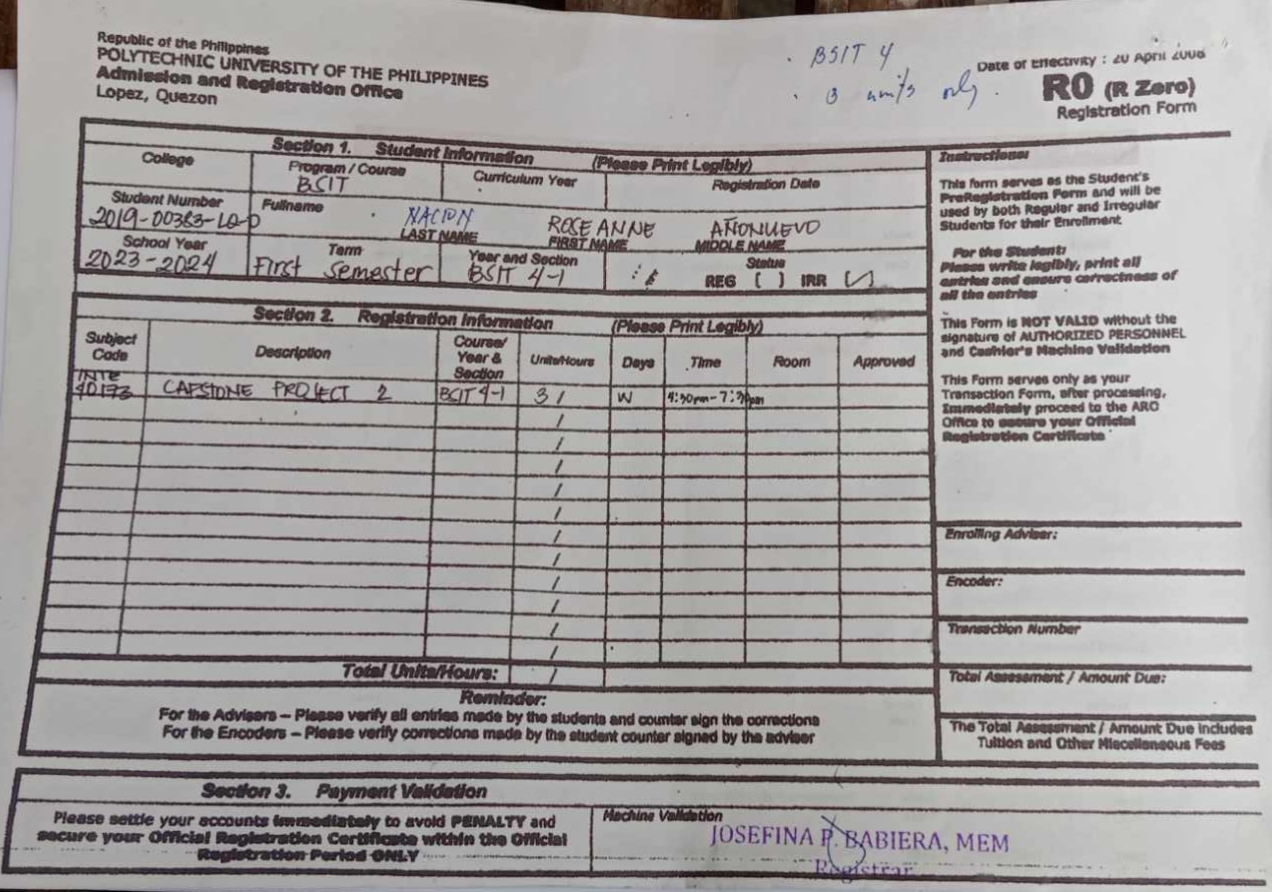 Republic of the Philippines
POLYTECHNIC UNIVERSITY OF THE PHILIPPINES
Admission and Registration Office
Lopez, Quezon
BSIT 4
3 units only.
Date of Effectivity : 20 April 2008
R0 (R Zero)
Registration Form
Section 1. Student Information (Please Print Legibly)
College
Program / Course
BSIT
Curriculum Year
Registration Date
Student Number
2019-00383-LQ-0
Fullname
NACION ROSE ANNE AÑONUEVO
LAST NAME FIRST NAME MIDDLE NAME
School Year
2023-2024
Term
First Semester
Year and Section
BSIT 4-1
Status
REG [ ] IRR [/]
Section 2. Registration Information (Please Print Legibly)
Subject Code Description Course/ Year & Section Units/Hours Days Time Room Approved
INTE 40173 CAPSTONE PROJECT 2 BSIT 4-1 3 / W 4:30pm-7:30pm
/
/
/
/
/
/
/
/
/
/
/
Total Units/Hours: /
Reminder:
For the Advisers – Please verify all entries made by the students and counter sign the corrections
For the Encoders – Please verify corrections made by the student counter signed by the adviser
Instructions:
This form serves as the Student's
PreRegistration Form and will be
used by both Regular and Irregular
Students for their Enrollment
For the Student:
Please write legibly, print all
entries and ensure correctness of
all the entries
This Form is NOT VALID without the
signature of AUTHORIZED PERSONNEL
and Cashier's Machine Validation
This Form serves only as your
Transaction Form, after processing,
Immediately proceed to the ARO
Office to secure your Official
Registration Certificate
Enrolling Adviser:
Encoder:
Transaction Number
Total Assessment / Amount Due:
The Total Assessment / Amount Due includes
Tuition and Other Miscellaneous Fees
Section 3. Payment Validation
Please settle your accounts immediately to avoid PENALTY and
secure your Official Registration Certificate within the Official
Registration Period ONLY
Machine Validation
JOSEFINA P. BABIERA, MEM
Registrar